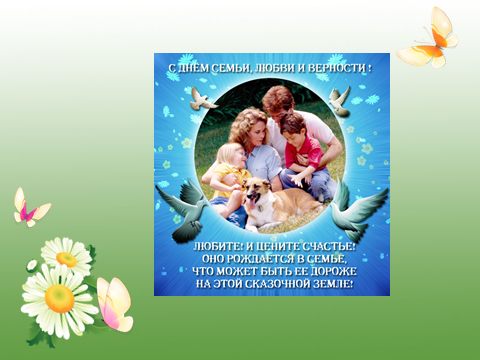 С ДНЁМ СЕМЬИ, ЛЮБВИ И ВЕРНОСТИ !
ЛЮБИТЕ! И ЦЕНИТЕ СЧАСТЬЕ!
ОНО РОЖДАЕТСЯ В СЕМЬЕ,
ЧТО МОЖЕТ БЫТЬ ЕЕ ДОРОЖЕ
НА ЭТОЙ СКАЗОЧНОЙ ЗЕМЛЕ!